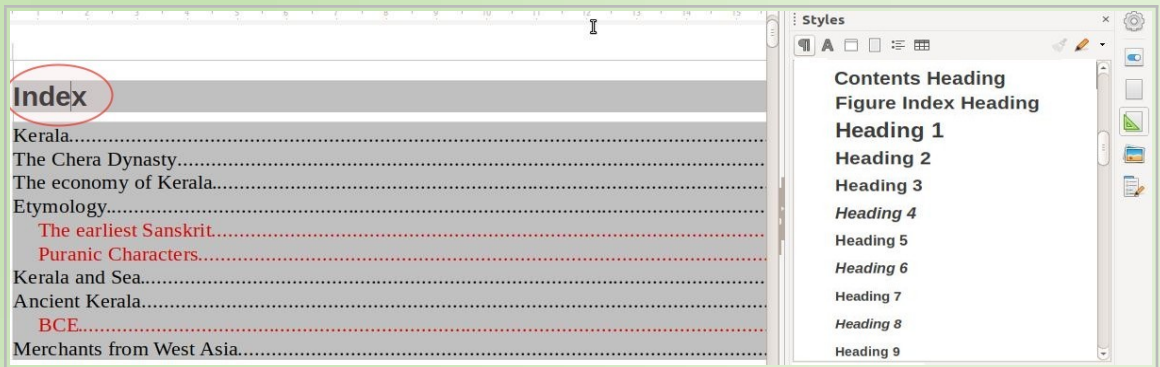 Index
Kerala
The Chera Dynasty
The economy of Kerala
Etymology
The earliest Sanskrit
Puranic Characters
Kerala and Sea
Ancient Kerala
BCE
Merchants from West Asia
Styles
Contents Heading
Figure Index Heading
Heading 1
Heading 2
Heading 3
Heading 4
Heading 5
Heading 6
Heading 7
Heading 8
Heading 9